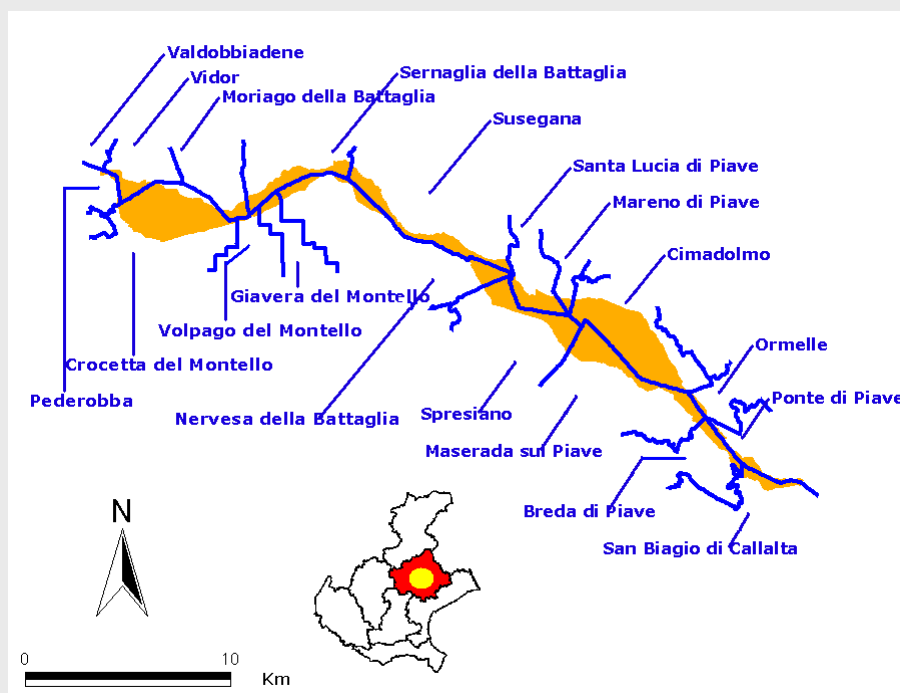 Valdobbiadene
Vidor
Moriago della Battaglia
Sernaglia della Battaglia
Susegana
Santa Lucia di Piave
Mareno di Piave
Cimadolmo
Giavera del Montello
Volpago del Montello
Ormelle
Crocetta del Montello
Pederobba
Ponte di Piave
Nervesa della Battaglia
Spresiano
Maserada sul Piave
Breda di Piave
San Biagio di Callalta
N
0 10
Km